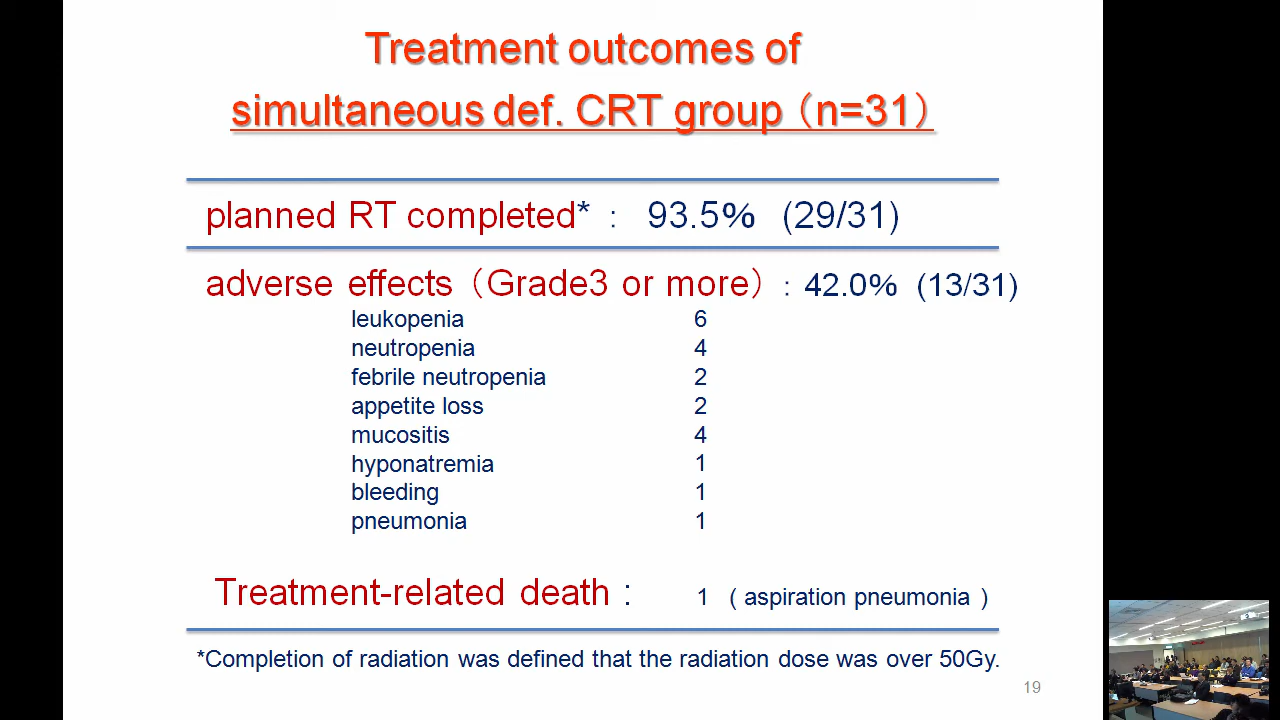 Treatment outcomes of
simultaneous def. CRT group（n=31）
planned RT completed* : 93.5% (29/31)
adverse effects（Grade3 or more）: 42.0% (13/31)
leukopenia 6
neutropenia 4
febrile neutropenia 2
appetite loss 2
mucositis 4
hyponatremia 1
bleeding 1
pneumonia 1
Treatment-related death : 1 ( aspiration pneumonia )
*Completion of radiation was defined that the radiation dose was over 50Gy.
19